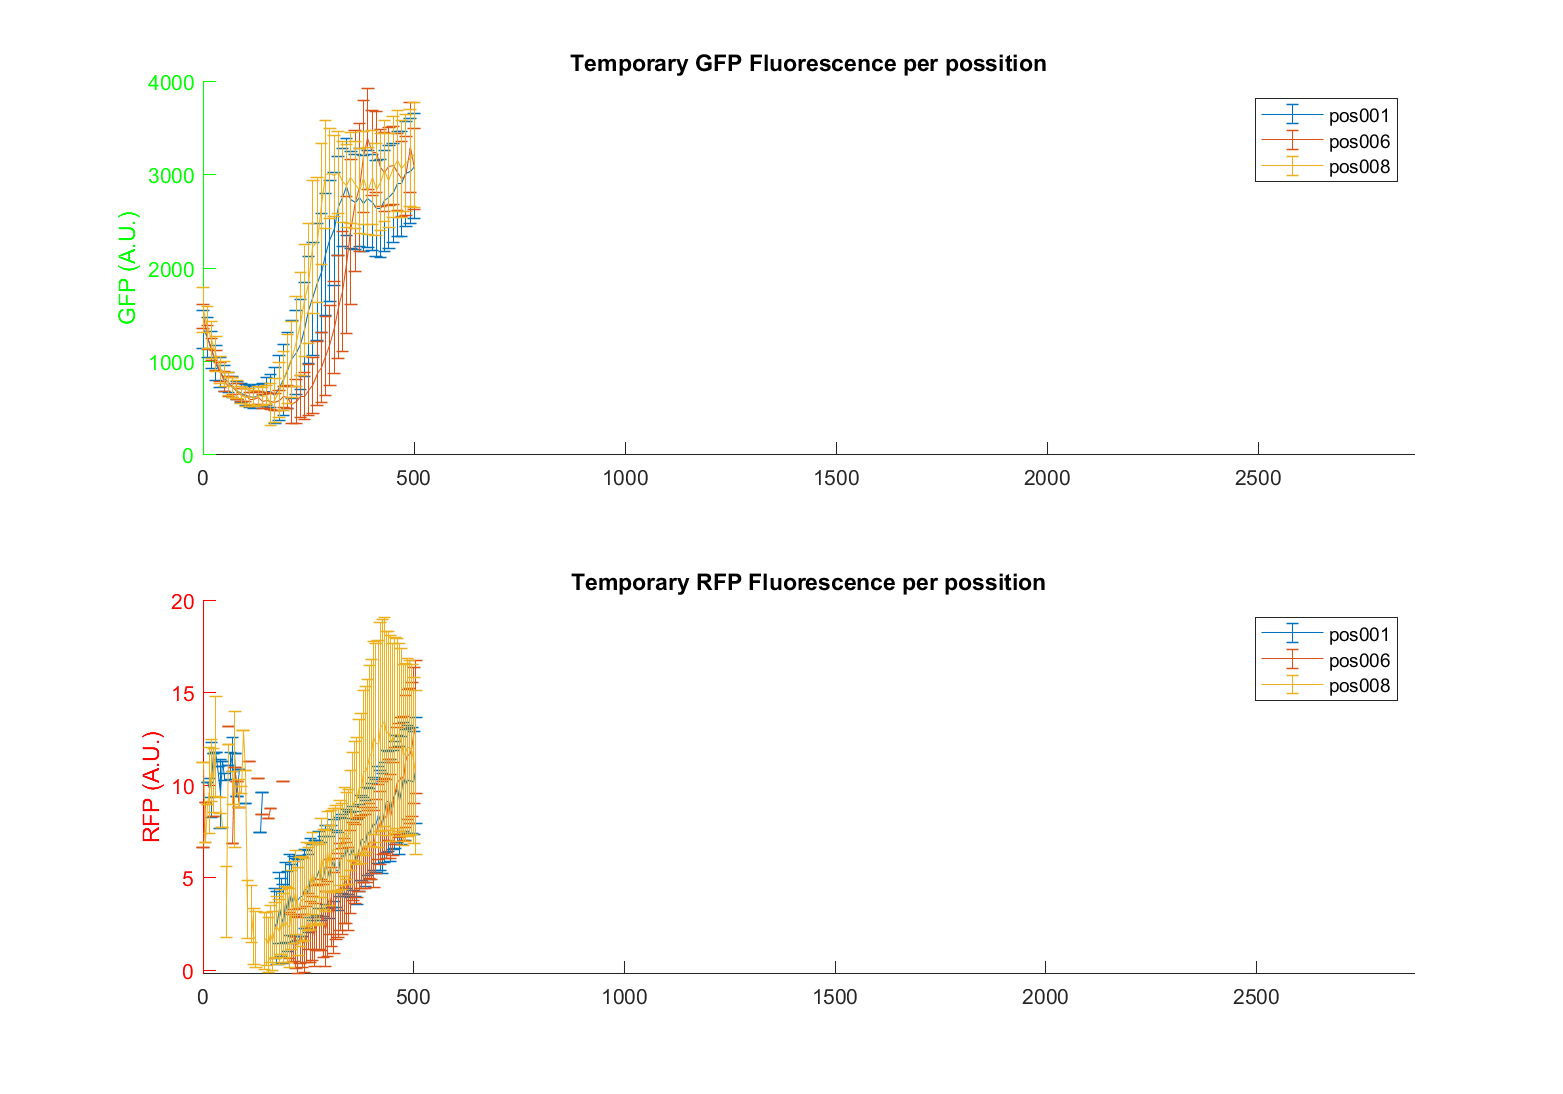 Temporary GFP Fluorescence per possition
4000
3000
2000
1000
0
GFP (A.U.)
0 500 1000 1500 2000 2500
pos001
pos006
pos008
Temporary RFP Fluorescence per possition
20
15
10
5
0
RFP (A.U.)
0 500 1000 1500 2000 2500
pos001
pos006
pos008